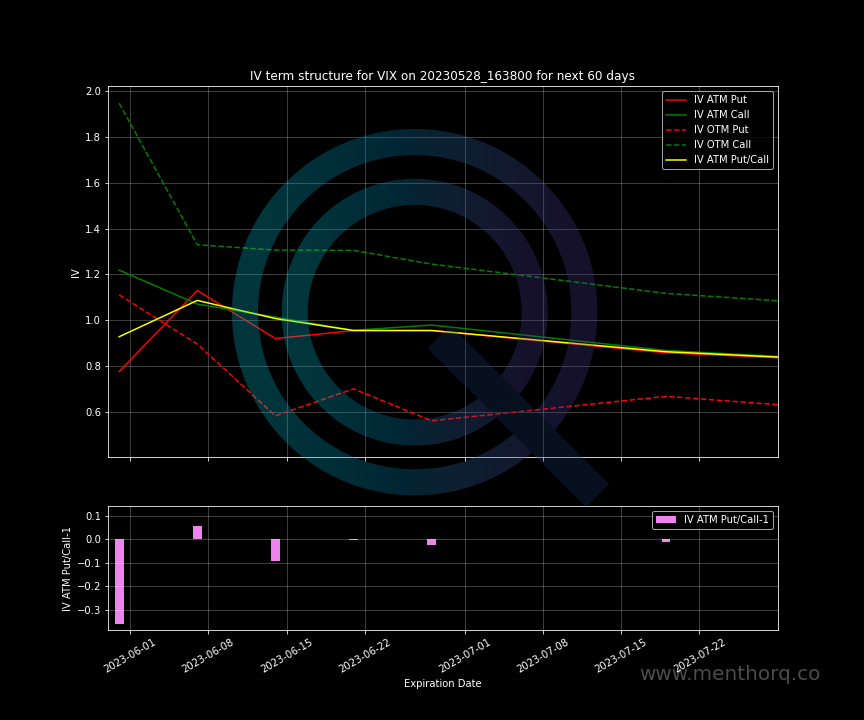 IV term structure for VIX on 20230528_163800 for next 60 days
IV ATM Put
IV ATM Call
IV OTM Put
IV OTM Call
IV ATM Put/Call
2.0
1.8
1.6
1.4
1.2
1.0
0.8
0.6
IV
IV ATM Put/Call-1
0.1
0.0
−0.1
−0.2
−0.3
IV ATM Put/Call-1
2023-06-01
2023-06-08
2023-06-15
2023-06-22
2023-07-01
2023-07-08
2023-07-15
2023-07-22
Expiration Date
www.menthorq.co